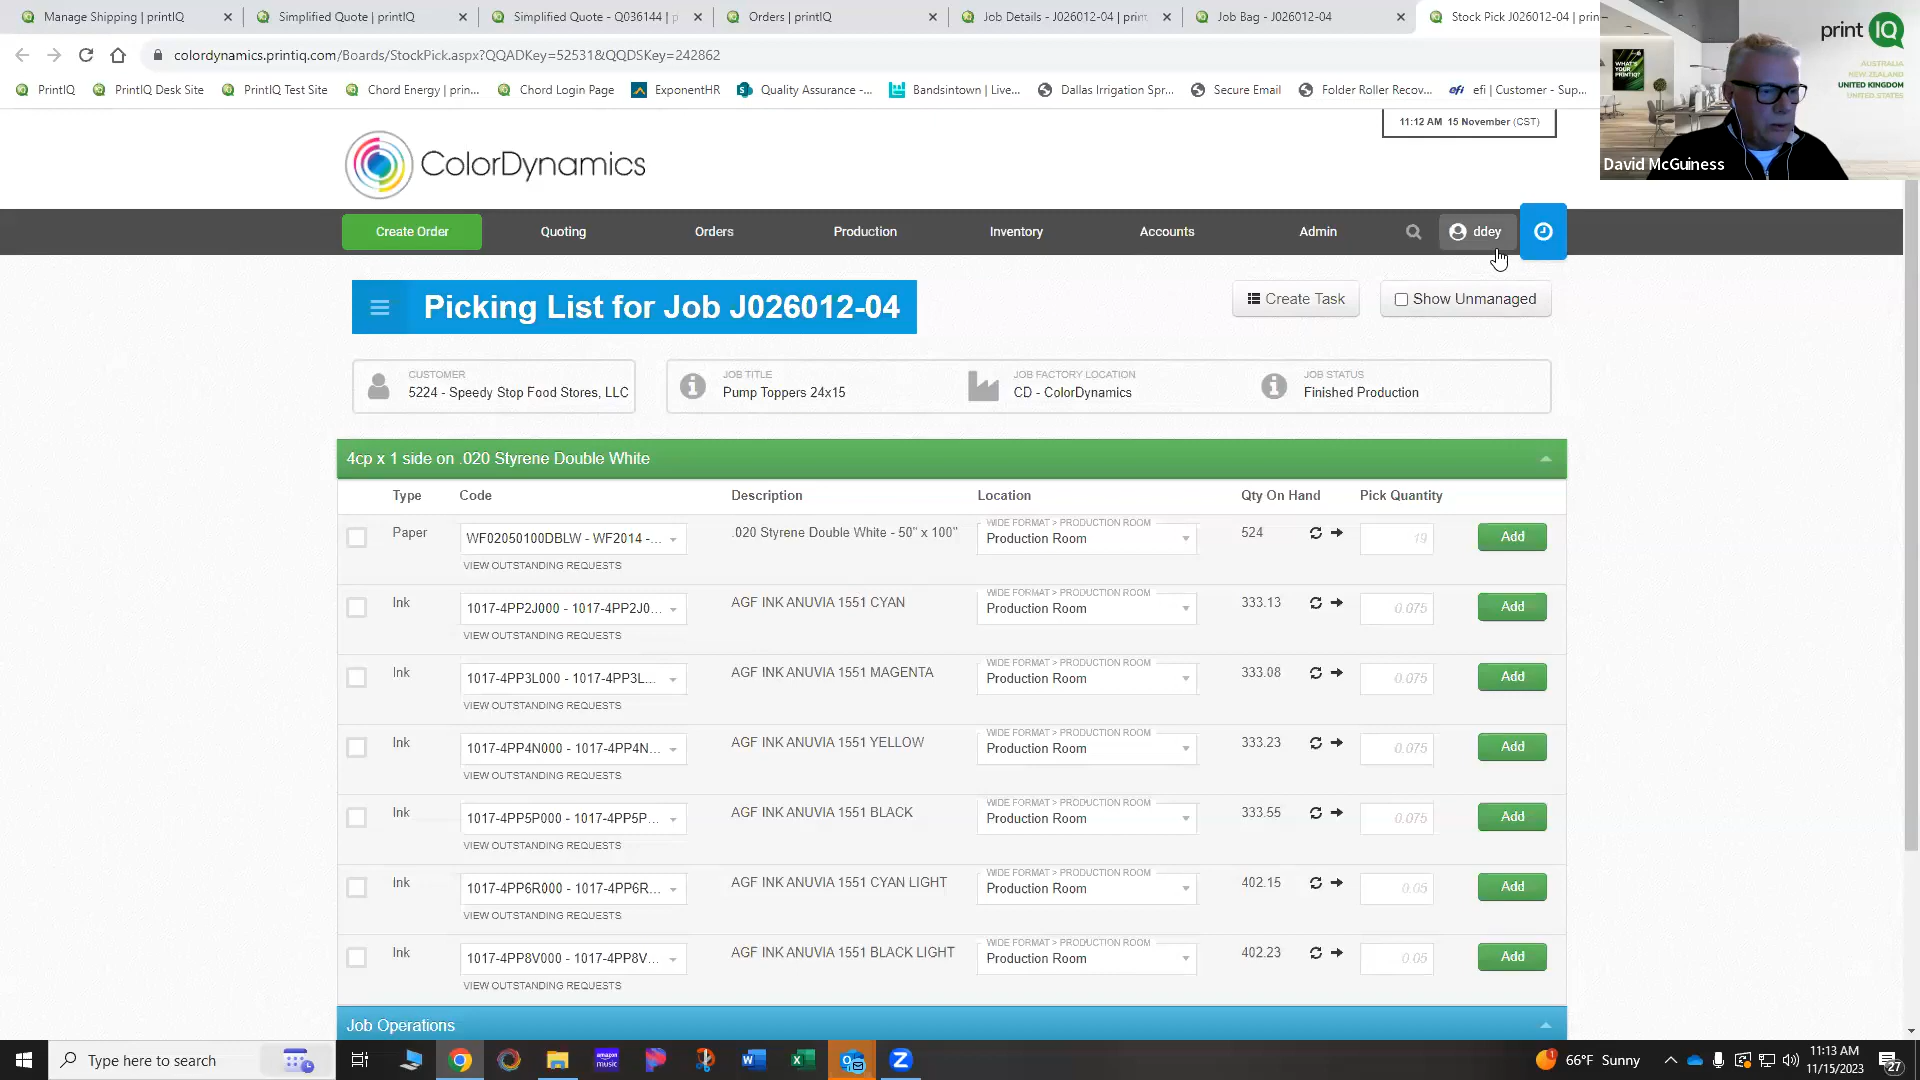 Manage Shipping | printIQ
Simplified Quote | printIQ
Simplified Quote - Q036144 | p
Orders | printIQ
Job Details - J026012-04 | print
Job Bag - J026012-04
Stock Pick J026012-04 | prin
colordynamics.printiq.com/Boards/StockPick.aspx?QQADKey=52531&QQDSKey=242862
PrintIQ
PrintIQ Desk Site
PrintIQ Test Site
Chord Energy | prin...
Chord Login Page
ExponentHR
Quality Assurance -...
Bandsintown | Live...
Dallas Irrigation Spr...
Secure Email
Folder Roller Recov...
efi | Customer - Sup...
print IQ
WHAT'S YOUR PRINTIQ?
AUSTRALIA
NEW ZEALAND
UNITED KINGDOM
UNITED STATES
David McGuiness
11:12 AM 15 November (CST)
ColorDynamics
Create Order
Quoting
Orders
Production
Inventory
Accounts
Admin
ddey
Picking List for Job J026012-04
Create Task
Show Unmanaged
CUSTOMER
5224 - Speedy Stop Food Stores, LLC
JOB TITLE
Pump Toppers 24x15
JOB FACTORY LOCATION
CD - ColorDynamics
JOB STATUS
Finished Production
4cp x 1 side on .020 Styrene Double White
Type Code Description Location Qty On Hand Pick Quantity
WIDE FORMAT > PRODUCTION ROOM
Paper WF02050100DBLW - WF2014 -... .020 Styrene Double White - 50" x 100" Production Room 524 19 Add
VIEW OUTSTANDING REQUESTS
WIDE FORMAT > PRODUCTION ROOM
Ink 1017-4PP2J000 - 1017-4PP2J0... AGF INK ANUVIA 1551 CYAN Production Room 333.13 0.075 Add
VIEW OUTSTANDING REQUESTS
WIDE FORMAT > PRODUCTION ROOM
Ink 1017-4PP3L000 - 1017-4PP3L... AGF INK ANUVIA 1551 MAGENTA Production Room 333.08 0.075 Add
VIEW OUTSTANDING REQUESTS
WIDE FORMAT > PRODUCTION ROOM
Ink 1017-4PP4N000 - 1017-4PP4N... AGF INK ANUVIA 1551 YELLOW Production Room 333.23 0.075 Add
VIEW OUTSTANDING REQUESTS
WIDE FORMAT > PRODUCTION ROOM
Ink 1017-4PP5P000 - 1017-4PP5P... AGF INK ANUVIA 1551 BLACK Production Room 333.55 0.075 Add
VIEW OUTSTANDING REQUESTS
WIDE FORMAT > PRODUCTION ROOM
Ink 1017-4PP6R000 - 1017-4PP6R... AGF INK ANUVIA 1551 CYAN LIGHT Production Room 402.15 0.05 Add
VIEW OUTSTANDING REQUESTS
WIDE FORMAT > PRODUCTION ROOM
Ink 1017-4PP8V000 - 1017-4PP8V... AGF INK ANUVIA 1551 BLACK LIGHT Production Room 402.23 0.05 Add
VIEW OUTSTANDING REQUESTS
Job Operations
Type here to search
amazon music
1
66°F Sunny
11:13 AM
11/15/2023
27